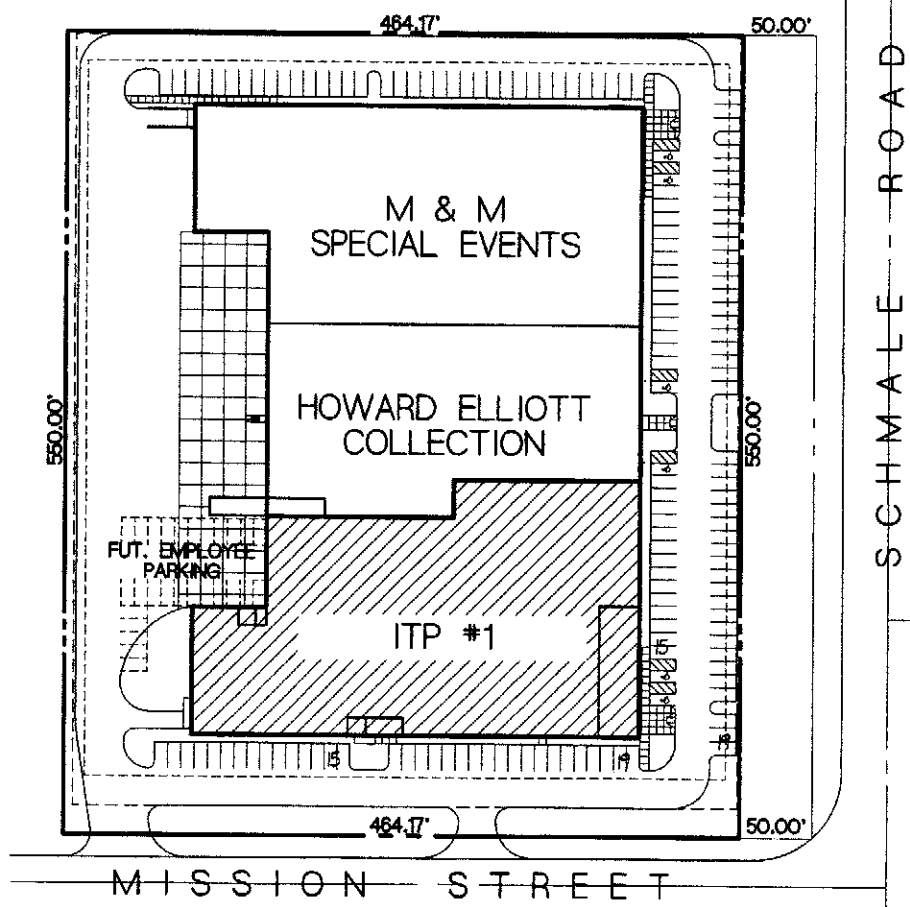 464.17'
50.00'
M & M
SPECIAL EVENTS
HOWARD ELLIOTT
COLLECTION
550.00'
550.00'
SCHMALE ROAD
FUT. EMPLOYEE
PARKING
ITP #1
15
19
464.17'
50.00'
MISSION STREET